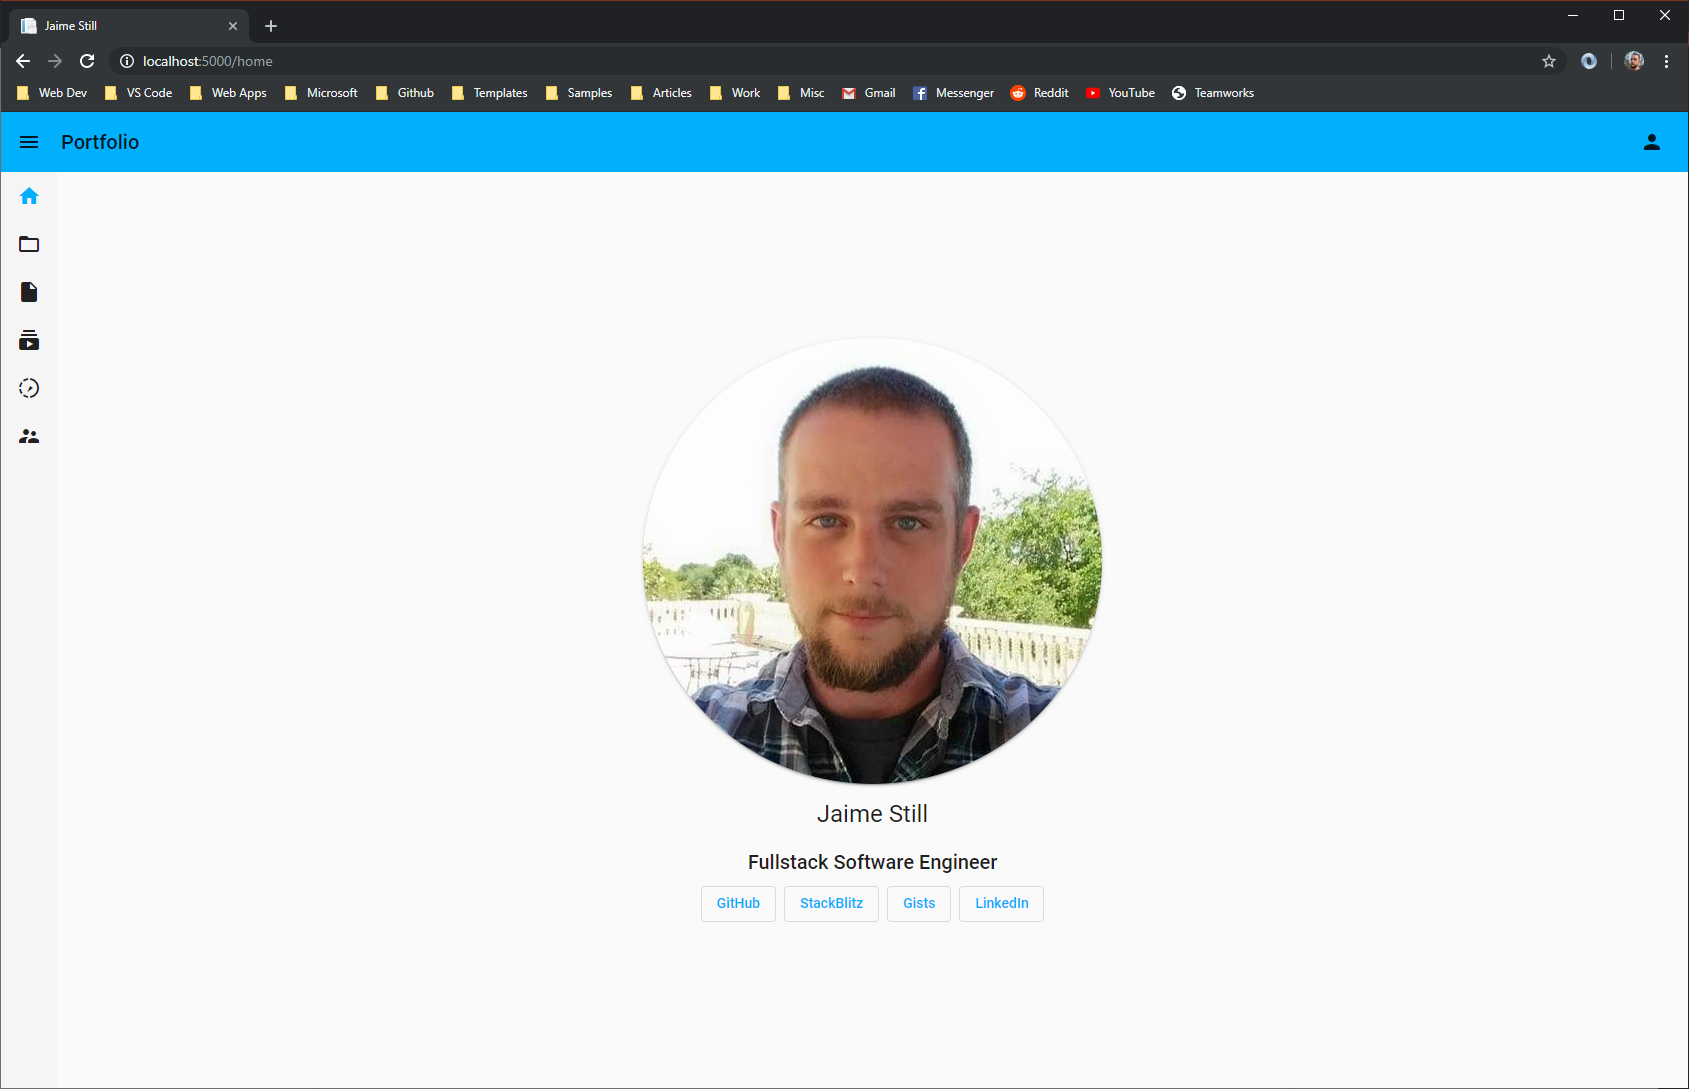 Jaime Still
localhost:5000/home
Web Dev VS Code Web Apps Microsoft Github Templates Samples Articles Work Misc Gmail Messenger Reddit YouTube Teamworks
Portfolio
Jaime Still
Fullstack Software Engineer
GitHub StackBlitz Gists LinkedIn